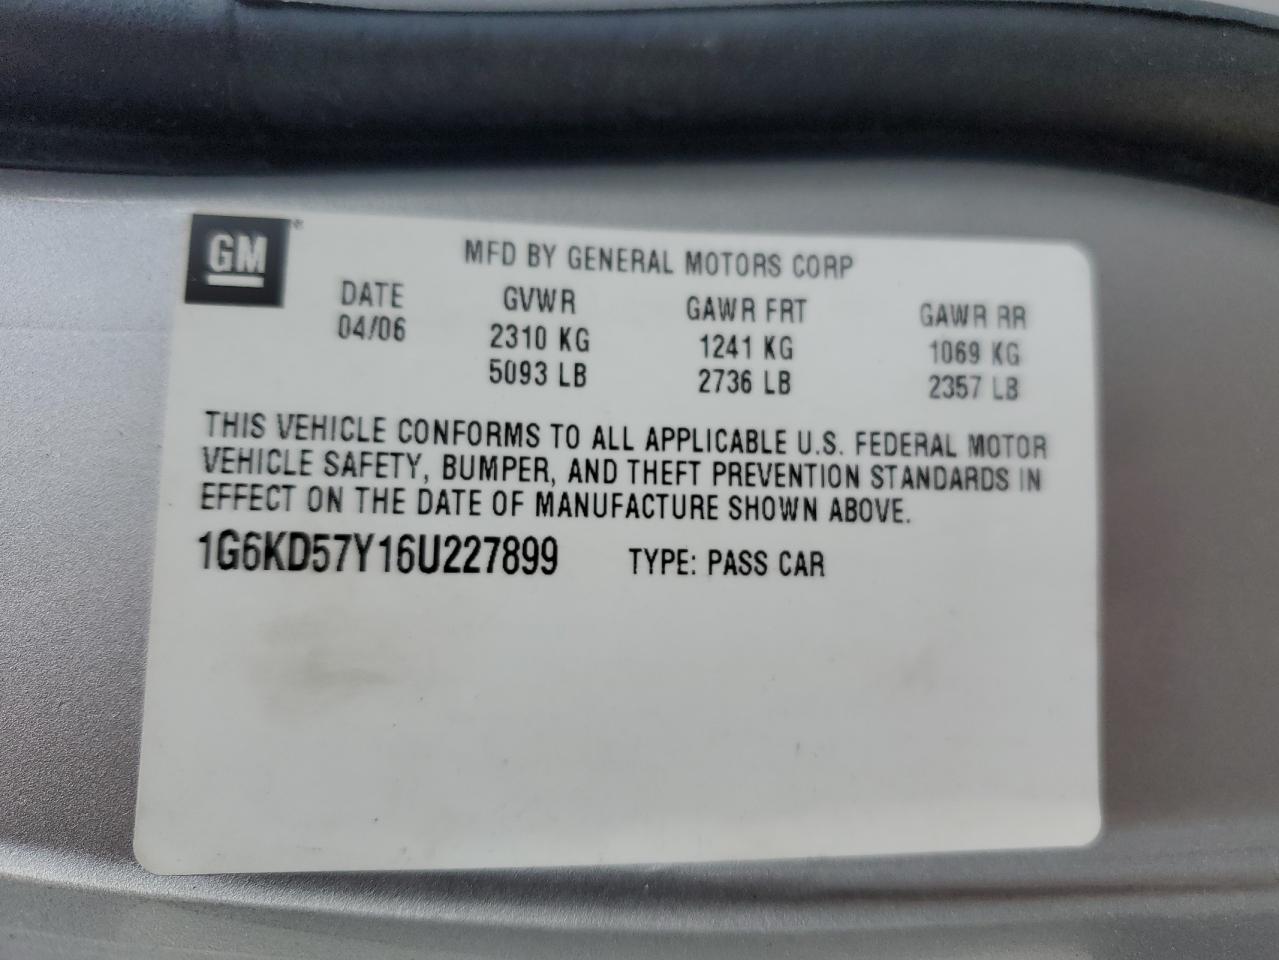 GM
MFD BY GENERAL MOTORS CORP
DATE GVWR GAWR FRT GAWR RR
04/06 2310 KG 1241 KG 1069 KG
5093 LB 2736 LB 2357 LB
THIS VEHICLE CONFORMS TO ALL APPLICABLE U.S. FEDERAL MOTOR
VEHICLE SAFETY, BUMPER, AND THEFT PREVENTION STANDARDS IN
EFFECT ON THE DATE OF MANUFACTURE SHOWN ABOVE.
1G6KD57Y16U227899 TYPE: PASS CAR